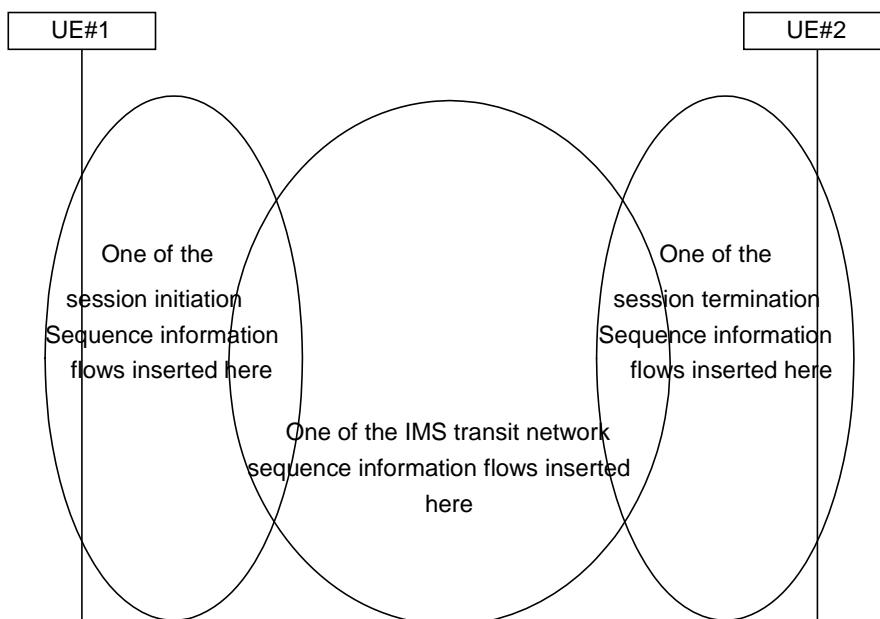 UE#1
UE#2
One of the
session initiation
Sequence information
flows inserted here
One of the
session termination
Sequence information
flows inserted here
One of the IMS transit network
sequence information flows inserted
here